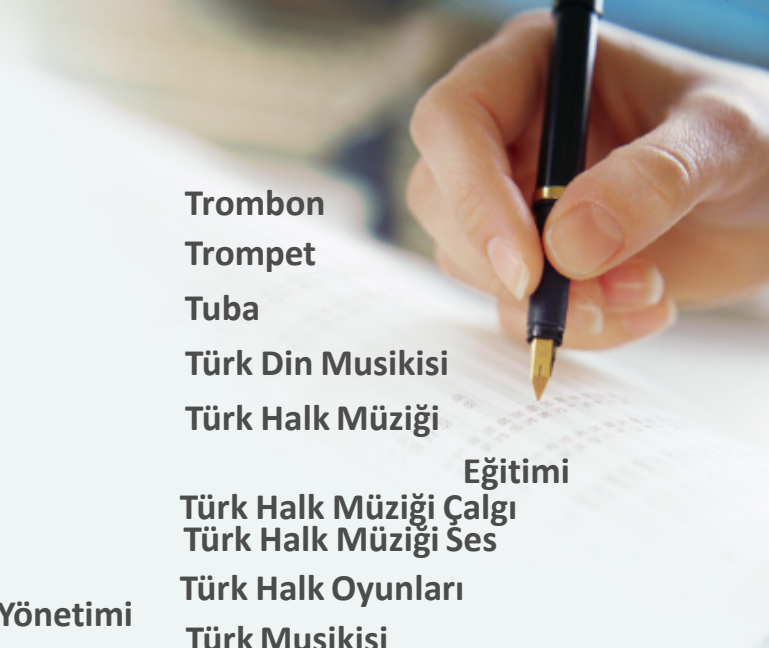 Trombon
Trompet
Tuba
Türk Din Musikisi
Türk Halk Müziği
Eğitimi
Türk Halk Müziği Çalgı
Türk Halk Müziği Ses
Türk Halk Oyunları
Yönetimi
Türk Musikisi